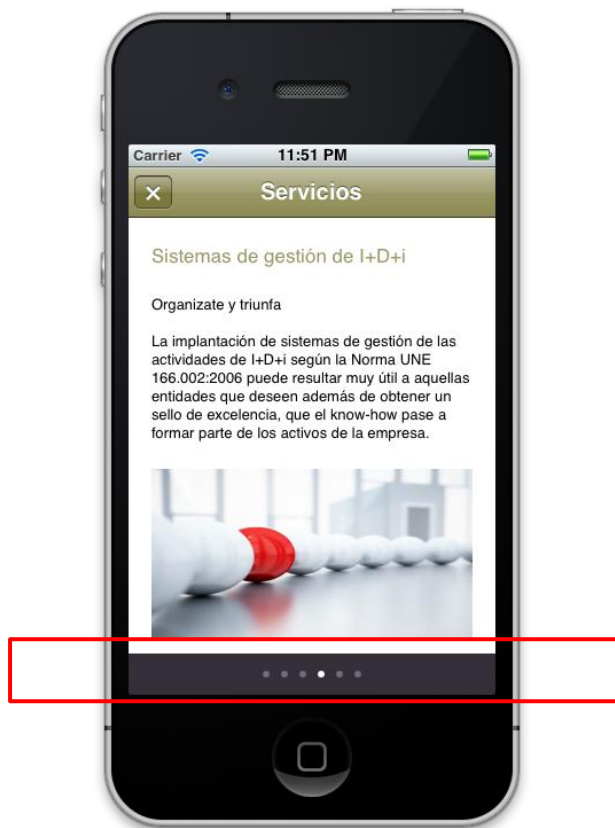 Carrier 11:51 PM
Servicios
Sistemas de gestión de I+D+i
Organizate y triunfa
La implantación de sistemas de gestión de las
actividades de I+D+i según la Norma UNE
166.002:2006 puede resultar muy útil a aquellas
entidades que deseen además de obtener un
sello de excelencia, que el know-how pase a
formar parte de los activos de la empresa.